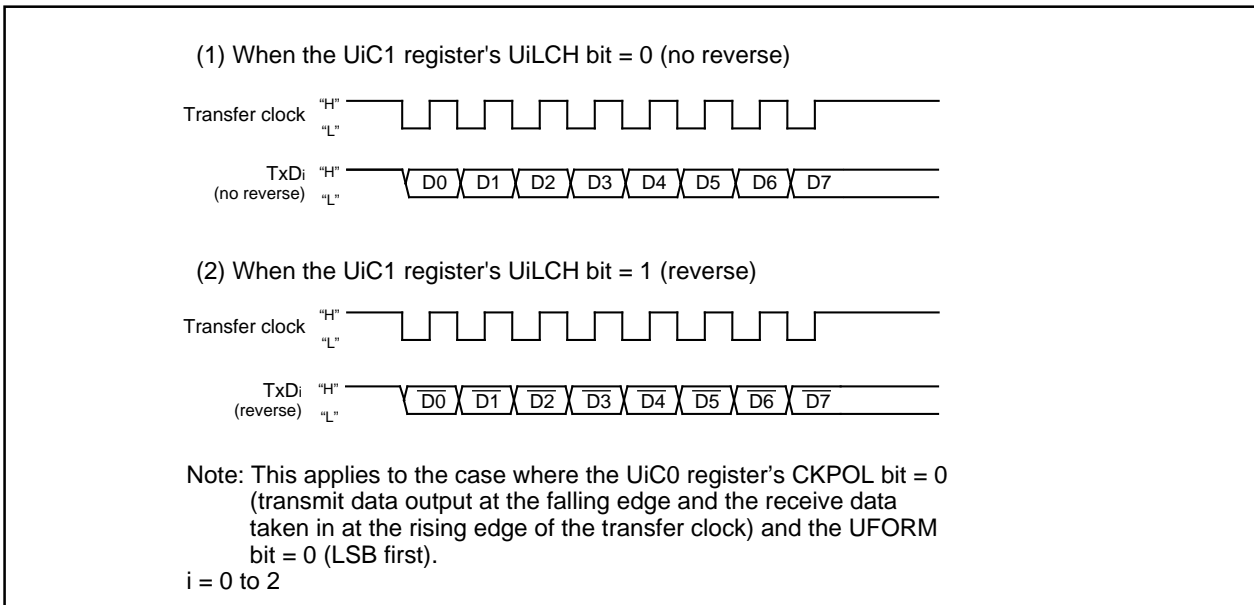 (1) When the UiC1 register's UiLCH bit = 0 (no reverse)
Transfer clock “H”
“L”
TxDi “H”
(no reverse) “L”
D0 D1 D2 D3 D4 D5 D6 D7
(2) When the UiC1 register's UiLCH bit = 1 (reverse)
Transfer clock “H”
“L”
TxDi “H”
(reverse) “L”
D0 D1 D2 D3 D4 D5 D6 D7
Note: This applies to the case where the UiC0 register’s CKPOL bit = 0
(transmit data output at the falling edge and the receive data
taken in at the rising edge of the transfer clock) and the UFORM
bit = 0 (LSB first).
i = 0 to 2